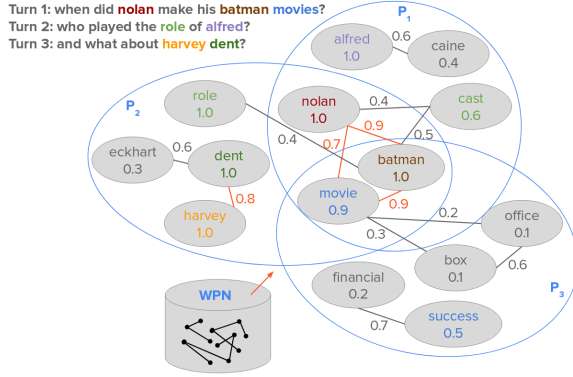 Turn 1: when did nolan make his batman movies?
Turn 2: who played the role of alfred?
Turn 3: and what about harvey dent?
P1
alfred
1.0
0.6
caine
0.4
P2
role
1.0
nolan
1.0
0.4
cast
0.6
0.9
0.7
0.5
0.4
eckhart
0.3
0.6
dent
1.0
batman
1.0
0.8
movie
0.9
0.9
harvey
1.0
0.2
office
0.1
0.3
box
0.1
0.6
financial
0.2
P3
WPN
0.7
success
0.5